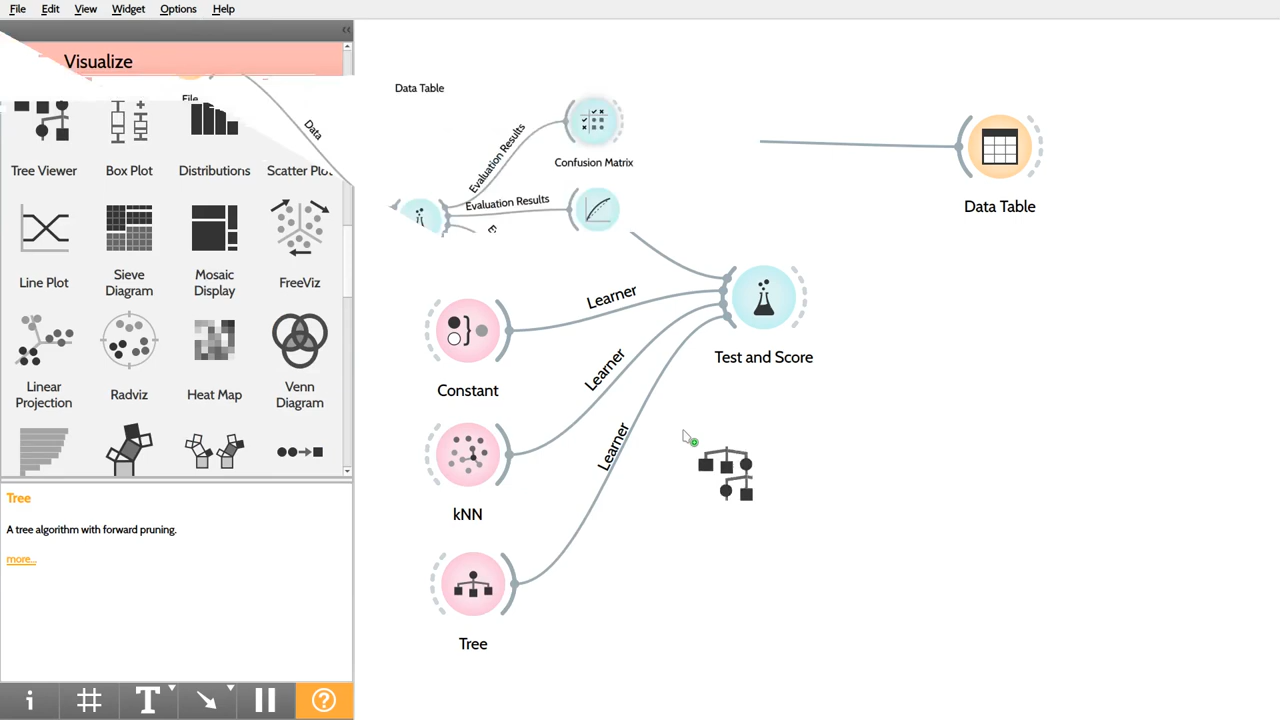 File Edit View Widget Options Help
Visualize
File
Data
Tree Viewer
Box Plot
Distributions
Scatter Plot
Line Plot
Sieve
Diagram
Mosaic
Display
FreeViz
Linear
Projection
Radviz
Heat Map
Venn
Diagram
Tree
A tree algorithm with forward pruning.
more...
Data Table
Evaluation Results
Confusion Matrix
Evaluation Results
Data Table
Learner
Constant
Test and Score
Learner
kNN
Learner
Tree